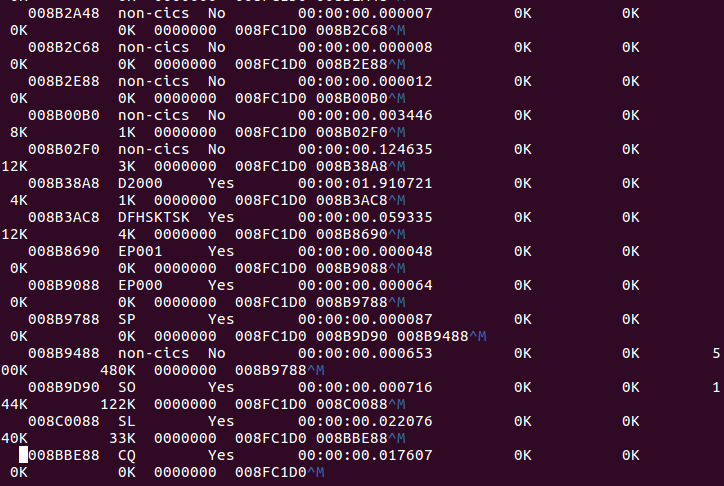 008B2A48  non-cics  No        00:00:00.000007         0K          0K
0K          0K  0000000  008FC1D0 008B2C68^M
008B2C68  non-cics  No        00:00:00.000008         0K          0K
0K          0K  0000000  008FC1D0 008B2E88^M
008B2E88  non-cics  No        00:00:00.000012         0K          0K
0K          0K  0000000  008FC1D0 008B00B0^M
008B00B0  non-cics  No        00:00:00.003446         0K          0K
8K          1K  0000000  008FC1D0 008B02F0^M
008B02F0  non-cics  No        00:00:00.124635         0K          0K
12K          3K  0000000  008FC1D0 008B38A8^M
008B38A8  D2000     Yes       00:00:01.910721         0K          0K
4K          1K  0000000  008FC1D0 008B3AC8^M
008B3AC8  DFHSKTSK  Yes       00:00:00.059335         0K          0K
12K          4K  0000000  008FC1D0 008B8690^M
008B8690  EP001     Yes       00:00:00.000048         0K          0K
0K          0K  0000000  008FC1D0 008B9088^M
008B9088  EP000     Yes       00:00:00.000064         0K          0K
0K          0K  0000000  008FC1D0 008B9788^M
008B9788  SP        Yes       00:00:00.000087         0K          0K
0K          0K  0000000  008FC1D0 008B9D90 008B9488^M
008B9488  non-cics  No        00:00:00.000653         0K          0K        5
00K        480K  0000000  008B9788^M
008B9D90  SO        Yes       00:00:00.000716         0K          0K        1
44K        122K  0000000  008FC1D0 008C0088^M
008C0088  SL        Yes       00:00:00.022076         0K          0K
40K         33K  0000000  008FC1D0 008BBE88^M
008BBE88  CQ        Yes       00:00:00.017607         0K          0K
0K          0K  0000000  008FC1D0^M